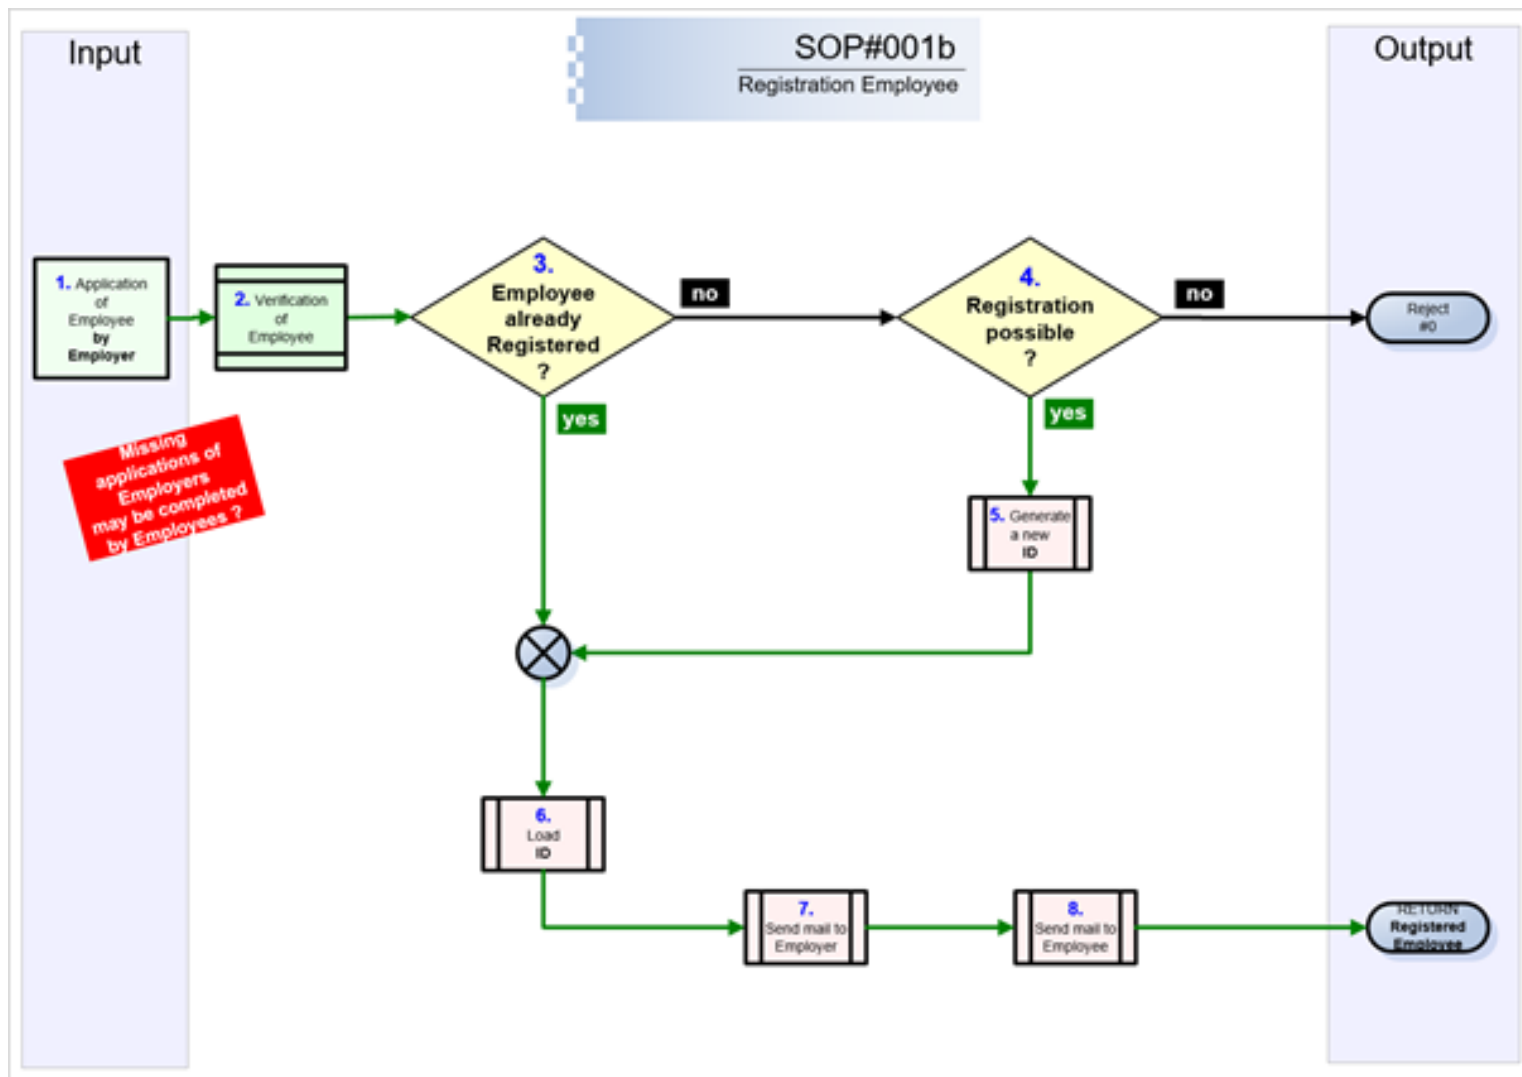 Input
SOP#001b
Registration Employee
Output
1. Application
of
Employee
by
Employer
2. Verification
of
Employee
3.
Employee
already
Registered
?
no
4.
Registration
possible
?
no
Reject
#0
yes
yes
Missing
applications of
Employers
may be completed
by Employees ?
5. Generate
a new
ID
6.
Load
ID
7.
Send mail to
Employer
8.
Send mail to
Employee
RETURN
Registered
Employee